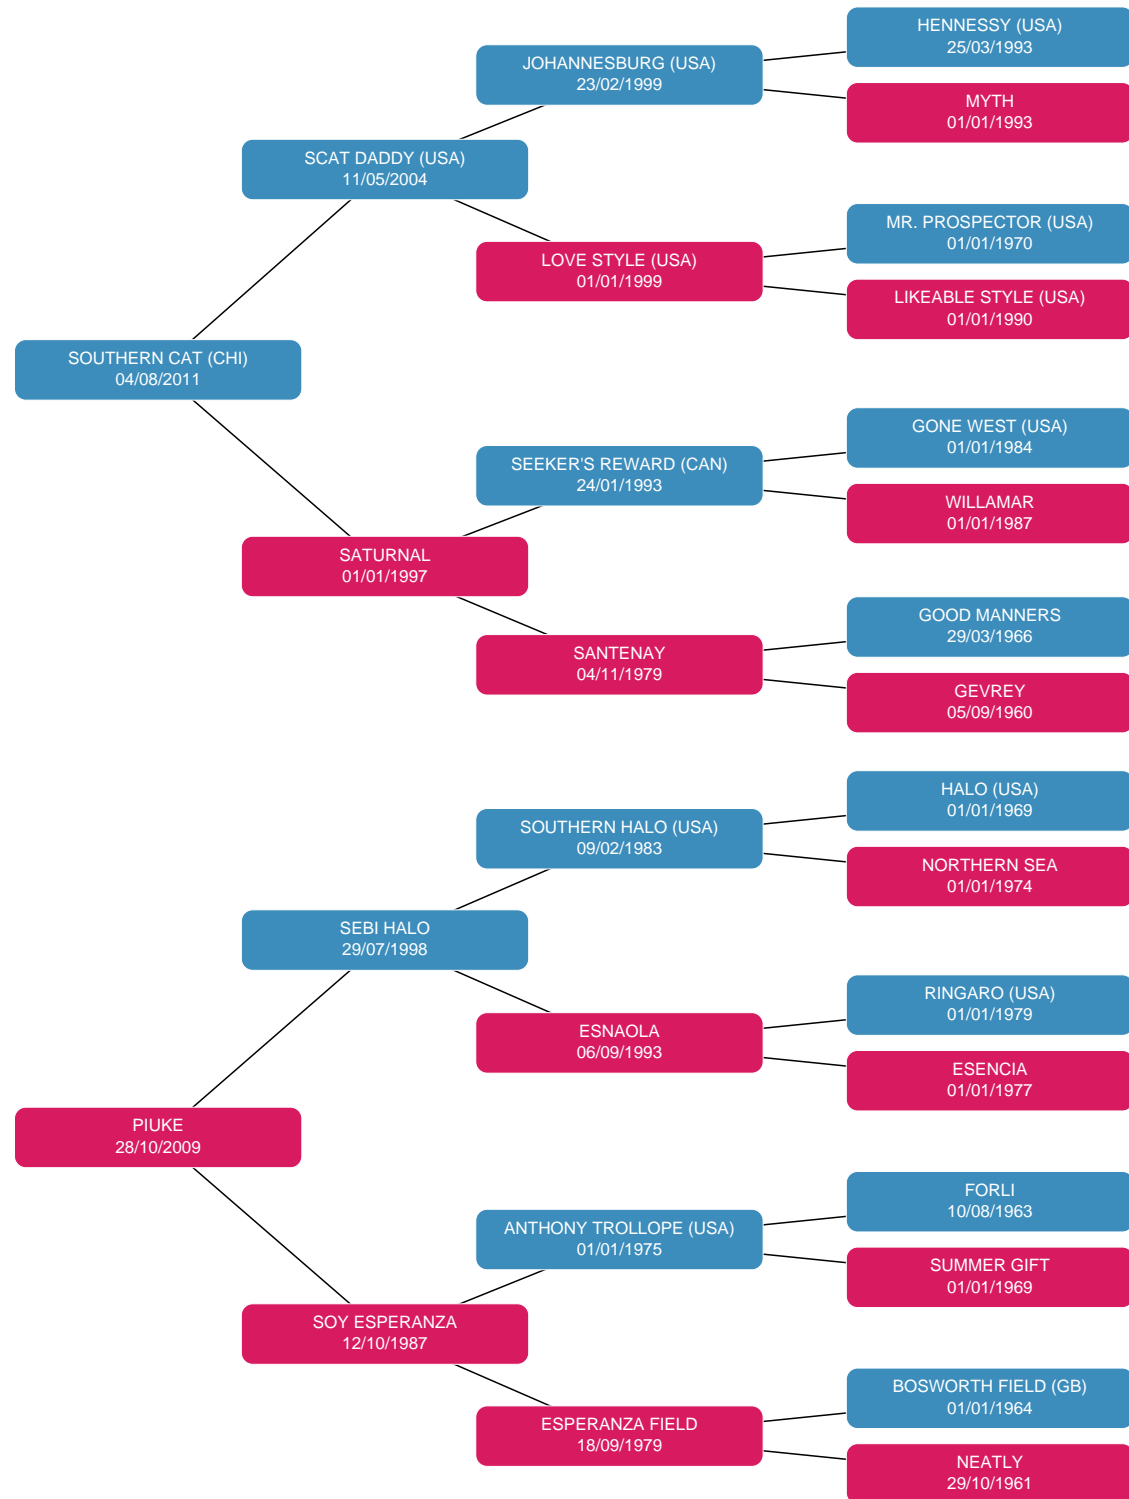 HENNESSY (USA)
25/03/1993
JOHANNESBURG (USA)
23/02/1999
MYTH
01/01/1993
SCAT DADDY (USA)
11/05/2004
MR. PROSPECTOR (USA)
01/01/1970
LOVE STYLE (USA)
01/01/1999
LIKEABLE STYLE (USA)
01/01/1990
SOUTHERN CAT (CHI)
04/08/2011
GONE WEST (USA)
01/01/1984
SEEKER'S REWARD (CAN)
24/01/1993
WILLAMAR
01/01/1987
SATURNAL
01/01/1997
GOOD MANNERS
29/03/1966
SANTENAY
04/11/1979
GEVREY
05/09/1960
HALO (USA)
01/01/1969
SOUTHERN HALO (USA)
09/02/1983
NORTHERN SEA
01/01/1974
SEBI HALO
29/07/1998
RINGARO (USA)
01/01/1979
ESNAOLA
06/09/1993
ESENCIA
01/01/1977
PIUKE
28/10/2009
FORLI
10/08/1963
ANTHONY TROLLOPE (USA)
01/01/1975
SUMMER GIFT
01/01/1969
SOY ESPERANZA
12/10/1987
BOSWORTH FIELD (GB)
01/01/1964
ESPERANZA FIELD
18/09/1979
NEATLY
29/10/1961